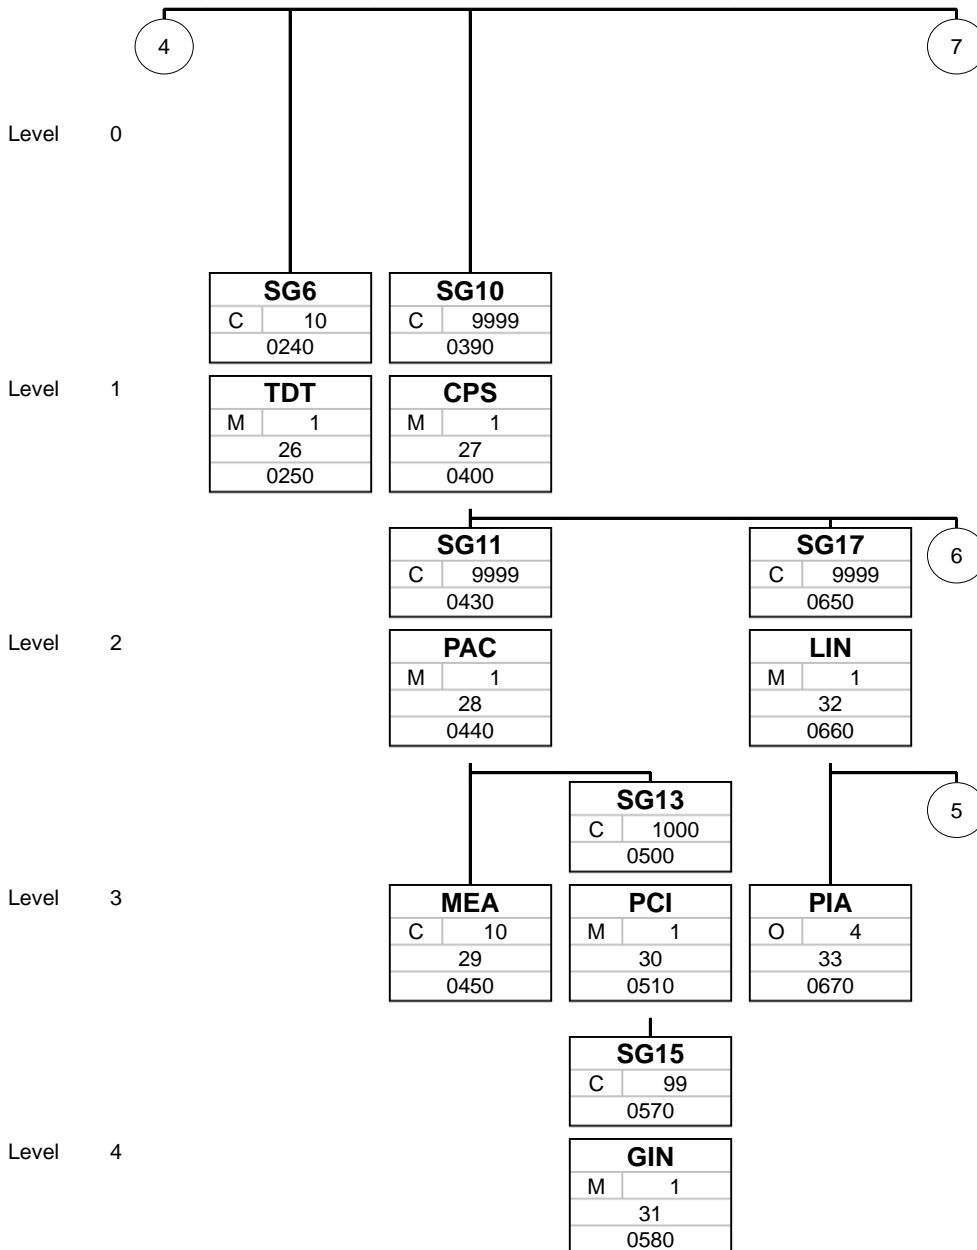 4 7
Level 0
SG6 SG10
C 10 C 9999
0240 0390
Level 1
TDT CPS
M 1 M 1
26 27
0250 0400
SG11 SG17 6
C 9999 C 9999
0430 0650
Level 2
PAC LIN
M 1 M 1
28 32
0440 0660
SG13 5
C 1000
0500
Level 3
MEA PCI PIA
C 10 M 1 O 4
29 30 33
0450 0510 0670
SG15
C 99
0570
Level 4
GIN
M 1
31
0580